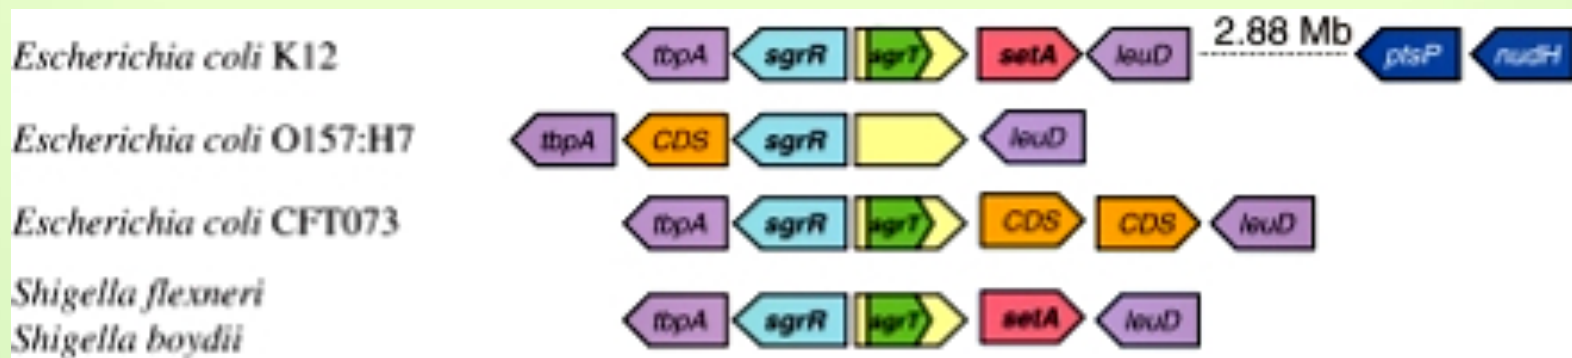 Escherichia coli K12 tbpA sgrR sgrT setA leuD 2.88 Mb ptsP nudH
Escherichia coli O157:H7 tbpA CDS sgrR leuD
Escherichia coli CFT073 tbpA sgrR sgrT CDS CDS leuD
Shigella flexneri
Shigella boydii tbpA sgrR sgrT setA leuD